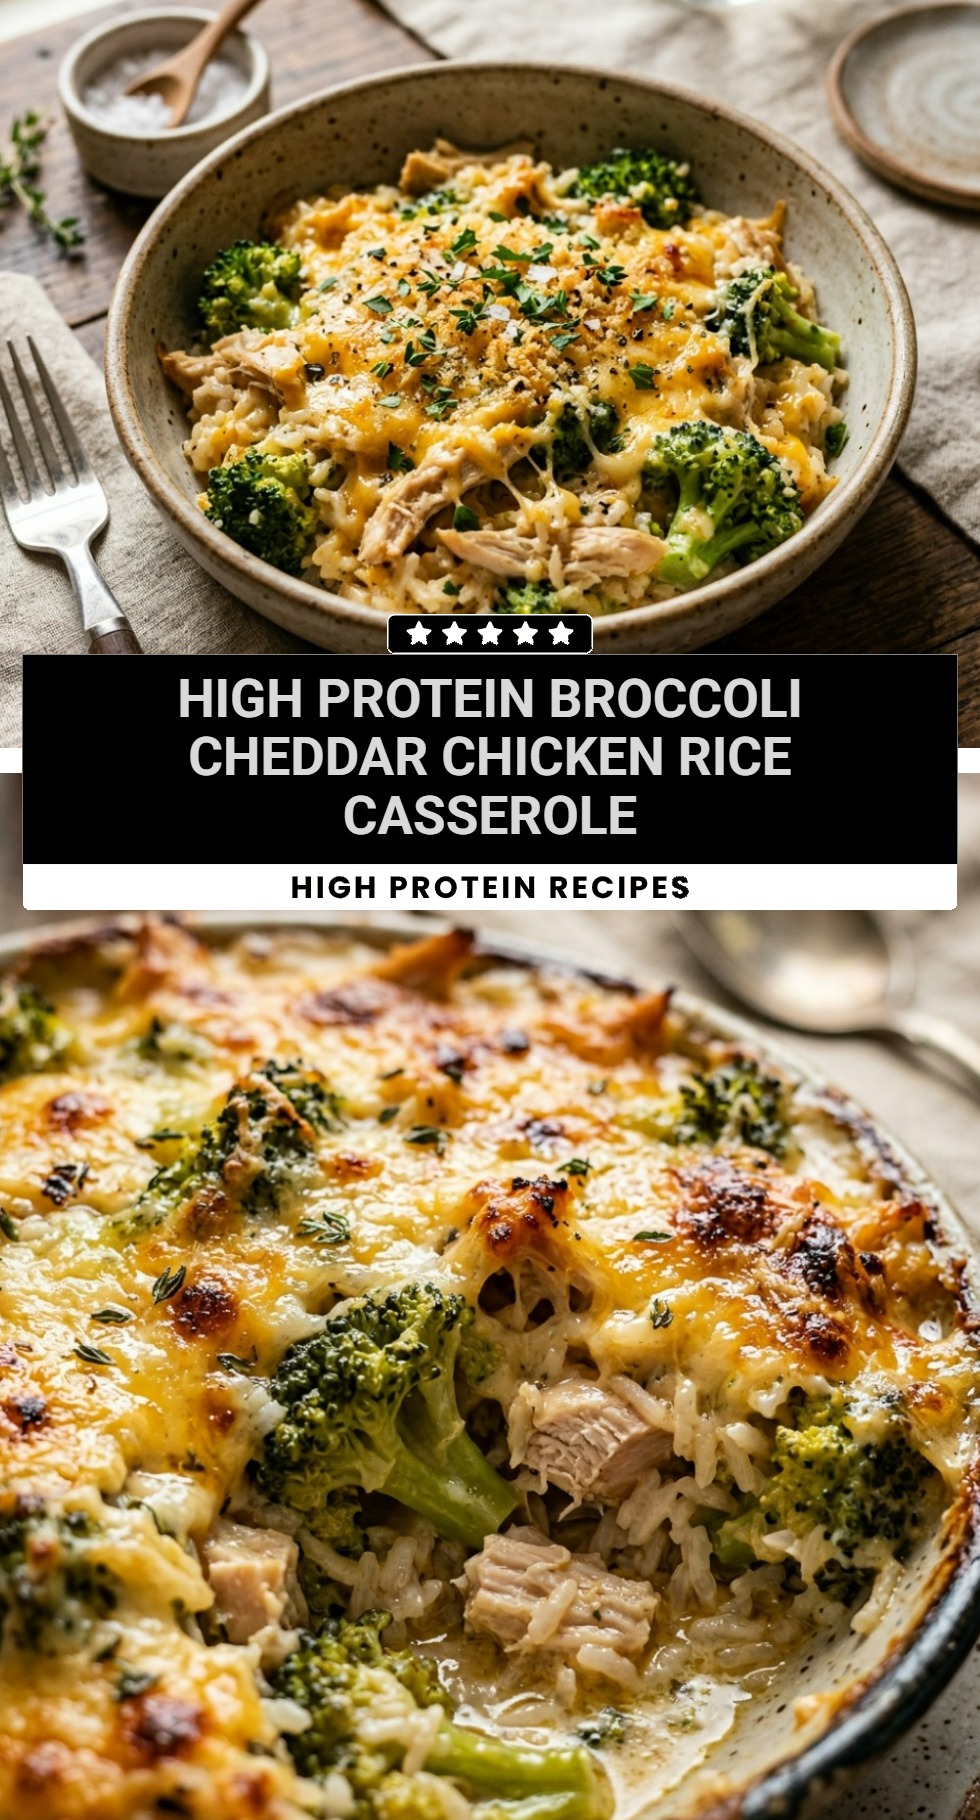 HIGH PROTEIN BROCCOLI
CHEDDAR CHICKEN RICE
CASSEROLE
HIGH PROTEIN RECIPES